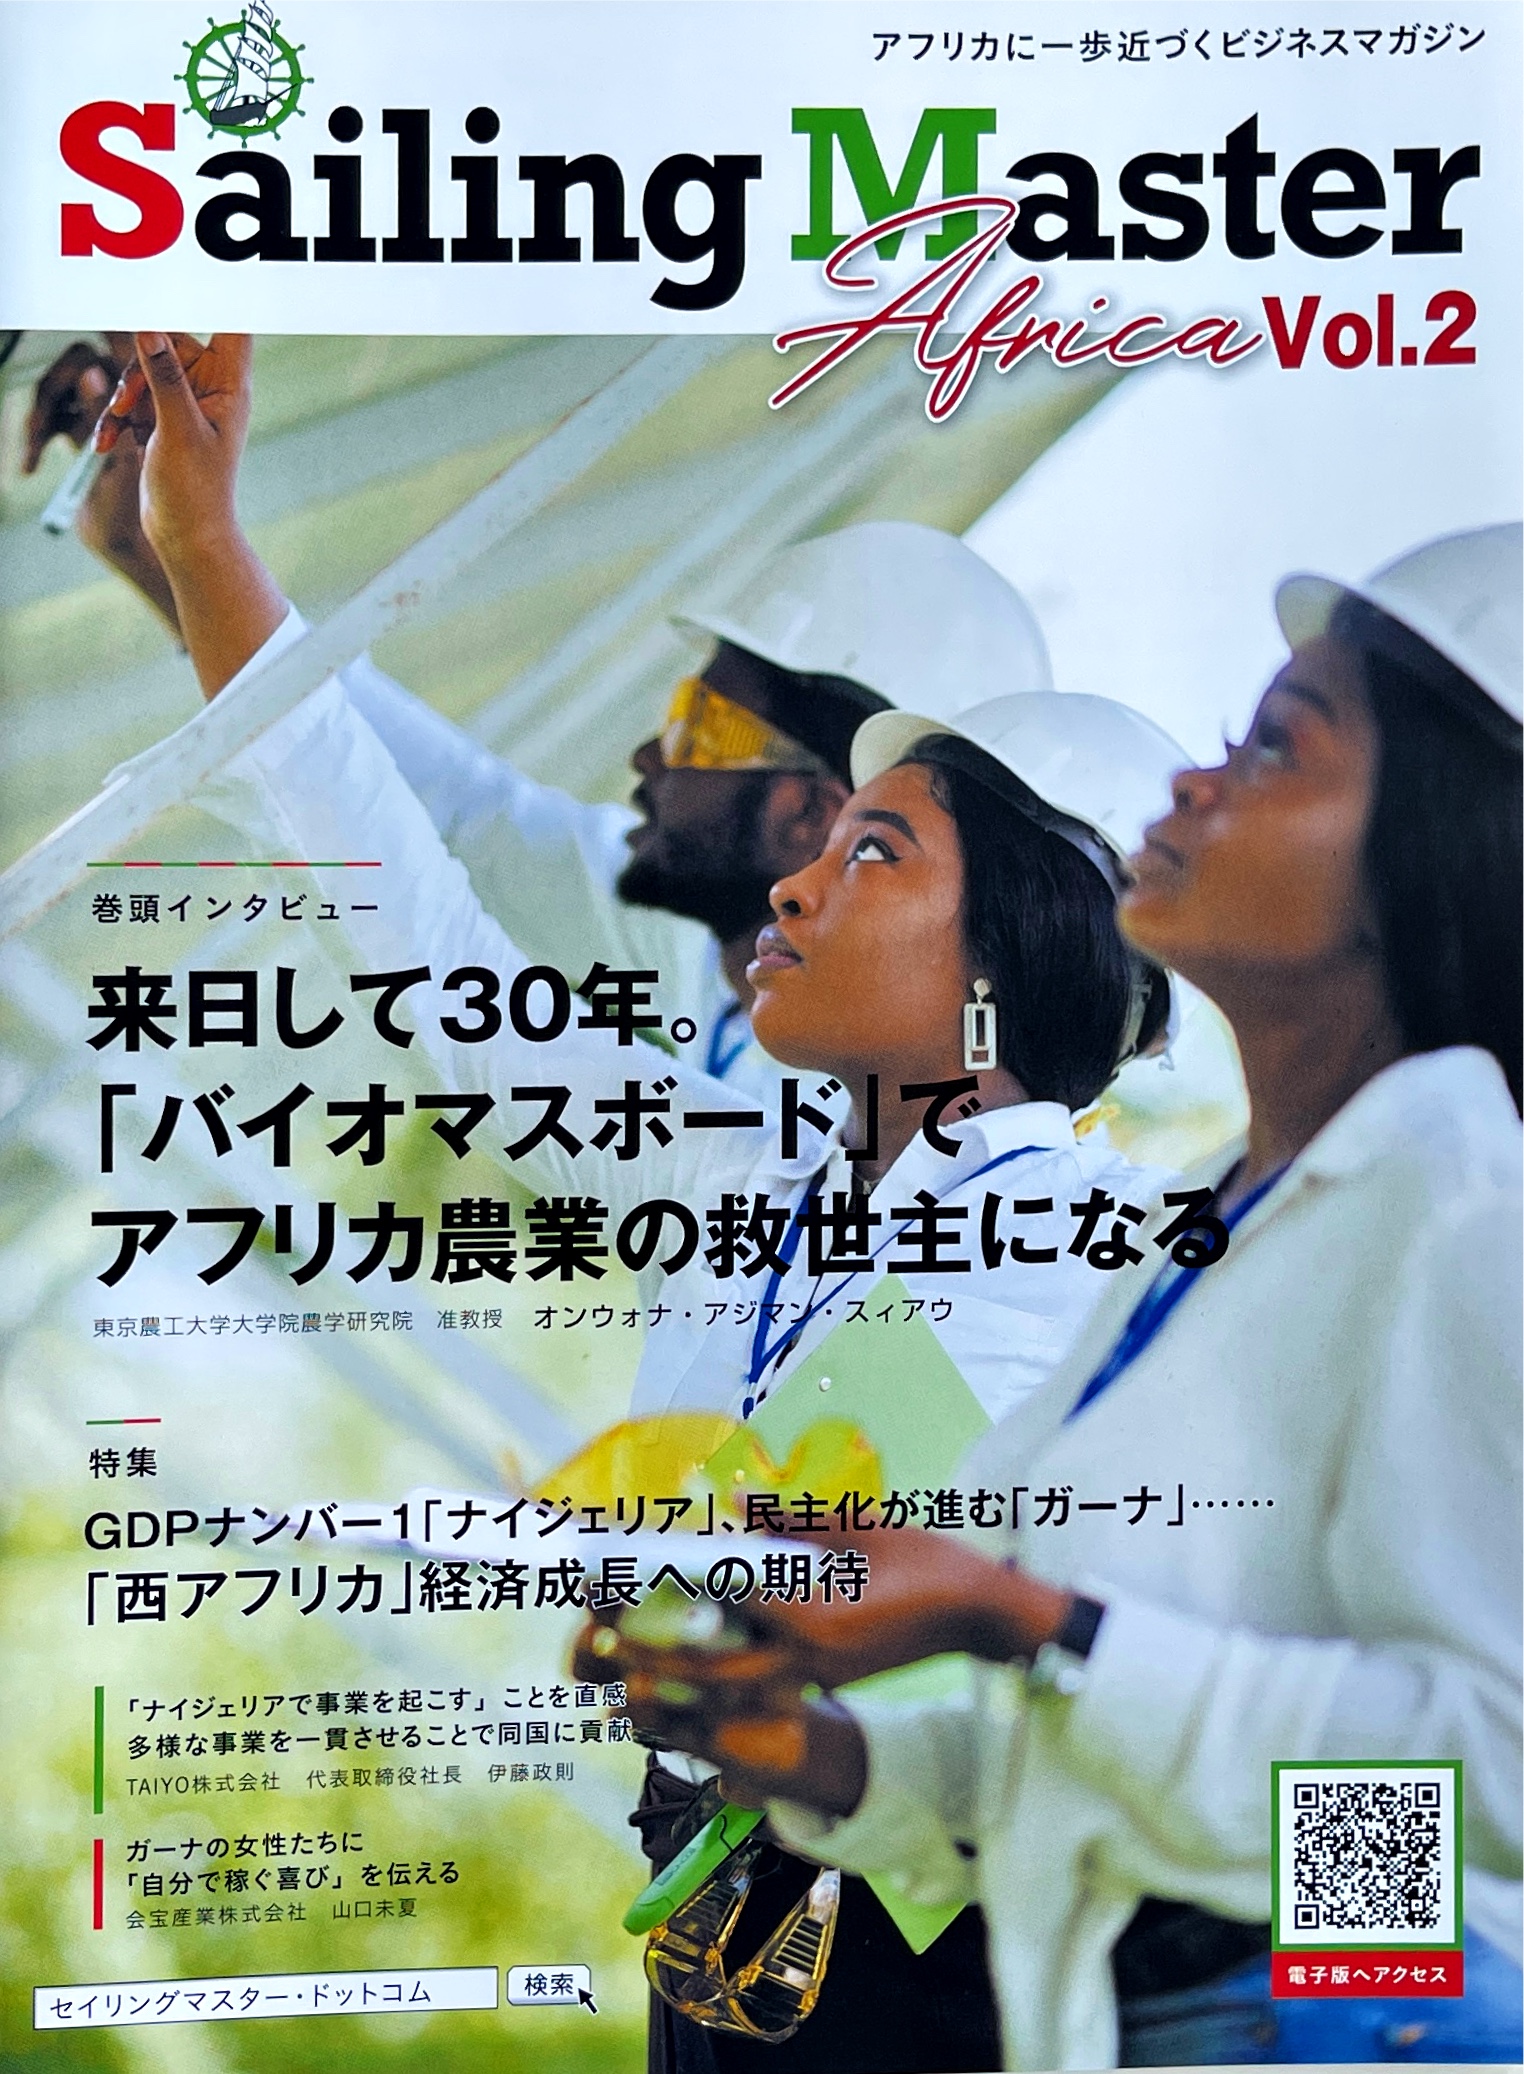 アフリカに一歩近づくビジネスマガジン
Sailing Master
Africa Vol.2
巻頭インタビュー
来日して30年。
「バイオマスボード」で
アフリカ農業の救世主になる
東京農工大学大学院農学研究院 准教授 オンウォナ・アジマン・スィアウ
特集
GDPナンバー1「ナイジェリア」、民主化が進む「ガーナ」……
「西アフリカ」経済成長への期待
「ナイジェリアで事業を起こす」ことを直感
多様な事業を一貫させることで同国に貢献
TAIYO株式会社 代表取締役社長 伊藤政則
ガーナの女性たちに
「自分で稼ぐ喜び」を伝える
会宝産業株式会社 山口未夏
セイリングマスター・ドットコム 検索
電子版へアクセス